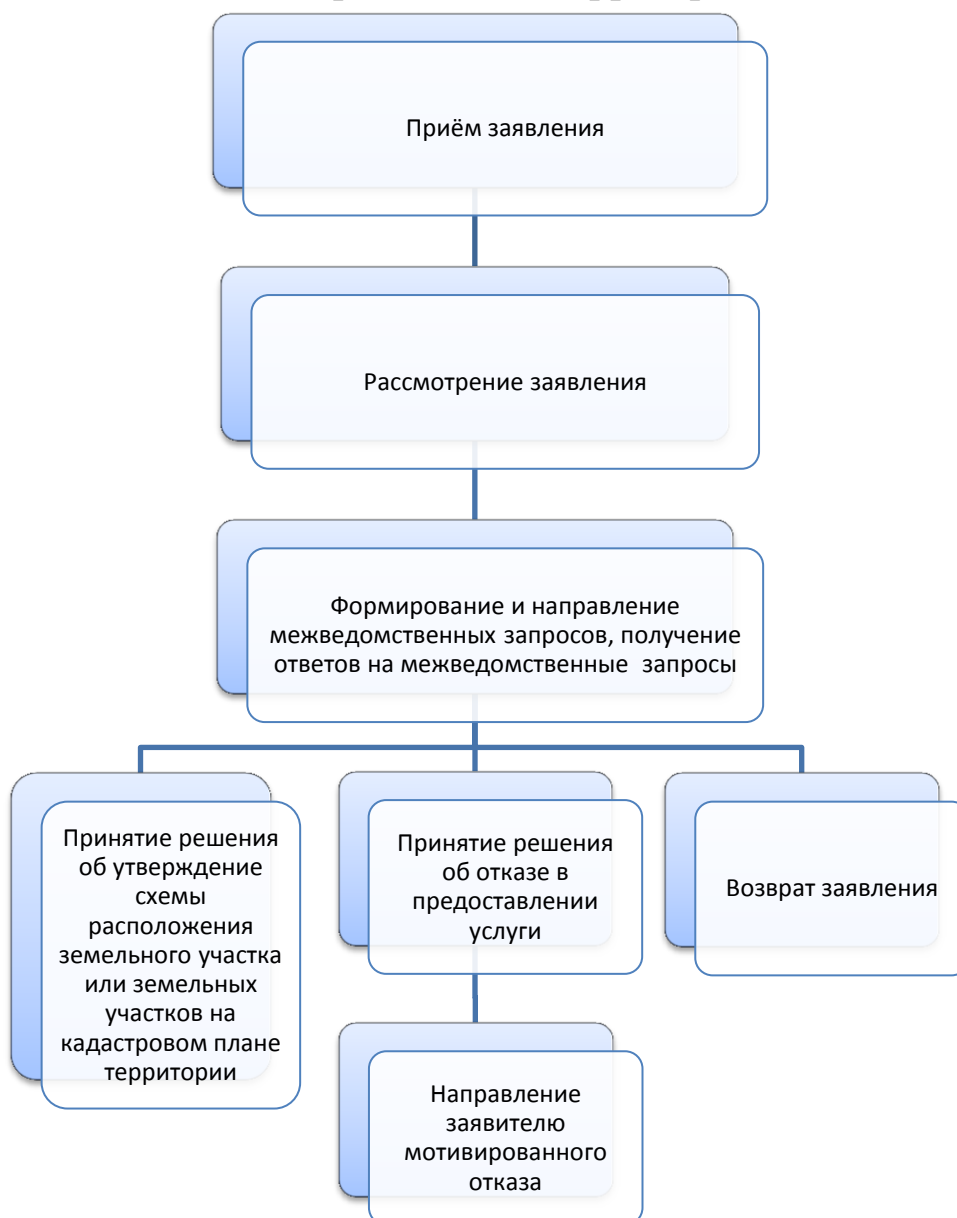 Приём заявления
Рассмотрение заявления
Формирование и направление
межведомственных запросов, получение
ответов на межведомственные запросы
Принятие решения
об утверждение
схемы
расположения
земельного участка
или земельных
участков на
кадастровом плане
территории
Принятие решения
об отказе в
предоставлении
услуги
Возврат заявления
Направление
заявителю
мотивированного
отказа